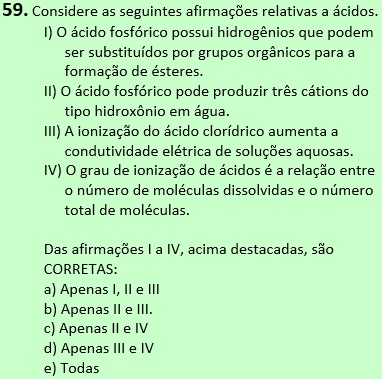 59. Considere as seguintes afirmações relativas a ácidos.
I) O ácido fosfórico possui hidrogênios que podem
ser substituídos por grupos orgânicos para a
formação de ésteres.
II) O ácido fosfórico pode produzir três cátions do
tipo hidroxônio em água.
III) A ionização do ácido clorídrico aumenta a
condutividade elétrica de soluções aquosas.
IV) O grau de ionização de ácidos é a relação entre
o número de moléculas dissolvidas e o número
total de moléculas.
Das afirmações I a IV, acima destacadas, são
CORRETAS:
a) Apenas I, II e III
b) Apenas II e III.
c) Apenas II e IV
d) Apenas III e IV
e) Todas